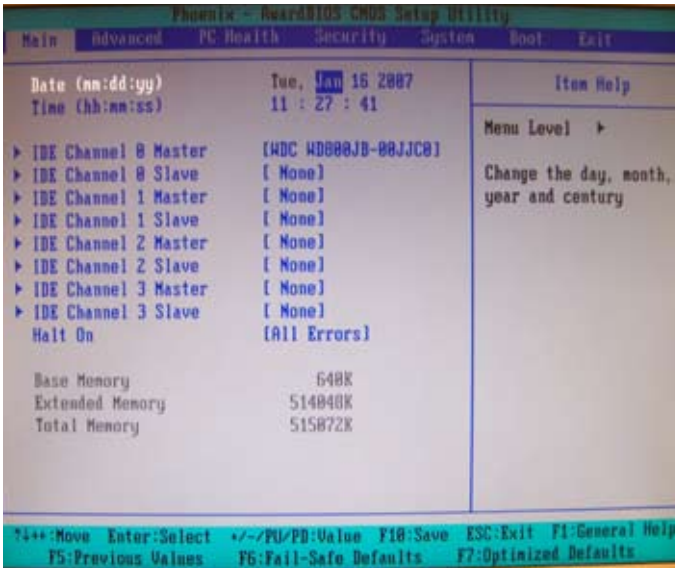 Phoenix - AwardBIOS CMOS Setup Utility
Main Advanced PC Health Security System Boot Exit
Date (mm:dd:yy) Tue, Jan 16 2007
Time (hh:mm:ss) 11 : 27 : 41
▶ IDE Channel 0 Master [WDC WD800JB-00JJC0]
▶ IDE Channel 0 Slave [ None]
▶ IDE Channel 1 Master [ None]
▶ IDE Channel 1 Slave [ None]
▶ IDE Channel 2 Master [ None]
▶ IDE Channel 2 Slave [ None]
▶ IDE Channel 3 Master [ None]
▶ IDE Channel 3 Slave [ None]
Halt On [All Errors]
Base Memory 640K
Extended Memory 514048K
Total Memory 515072K
Item Help
Menu Level ▶
Change the day, month,
year and century
:Move Enter:Select +/-/PU/PD:Value F10:Save ESC:Exit F1:General Help
F5:Previous Values F6:Fail-Safe Defaults F7:Optimized Defaults